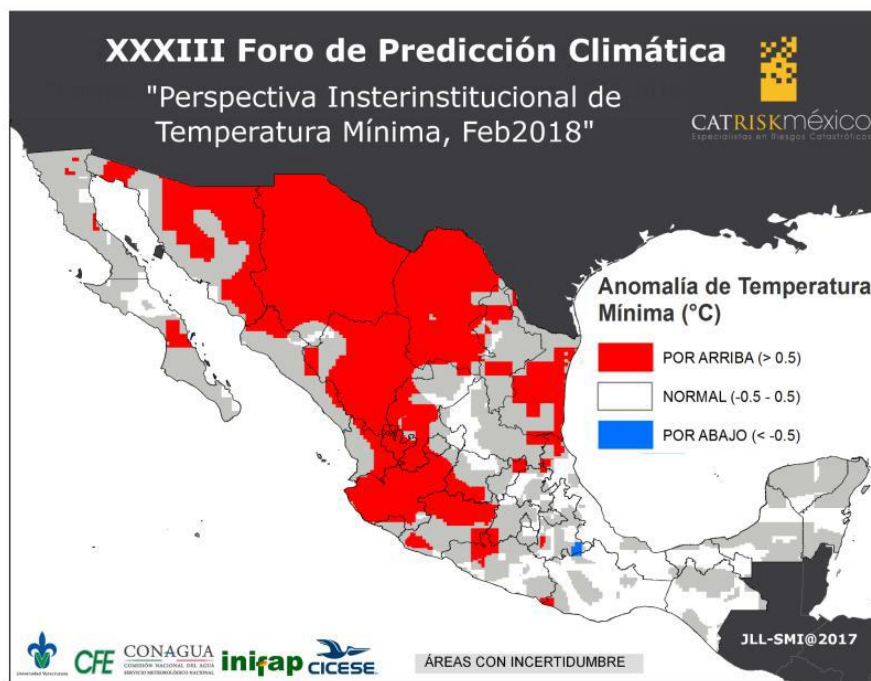 XXXIII Foro de Predicción Climática
"Perspectiva Insterinstitucional de
Temperatura Mínima, Feb2018"
CATRISKméxico
Especialistas en Riesgos Catastróficos
Anomalía de Temperatura
Mínima (°C)
POR ARRIBA (> 0.5)
NORMAL (-0.5 - 0.5)
POR ABAJO (< -0.5)
JLL-SMI@2017
Universidad Veracruzana
CFE
CONAGUA
COMISIÓN NACIONAL DEL AGUA
SERVICIO METEOROLÓGICO NACIONAL
inifap
CICESE
ÁREAS CON INCERTIDUMBRE